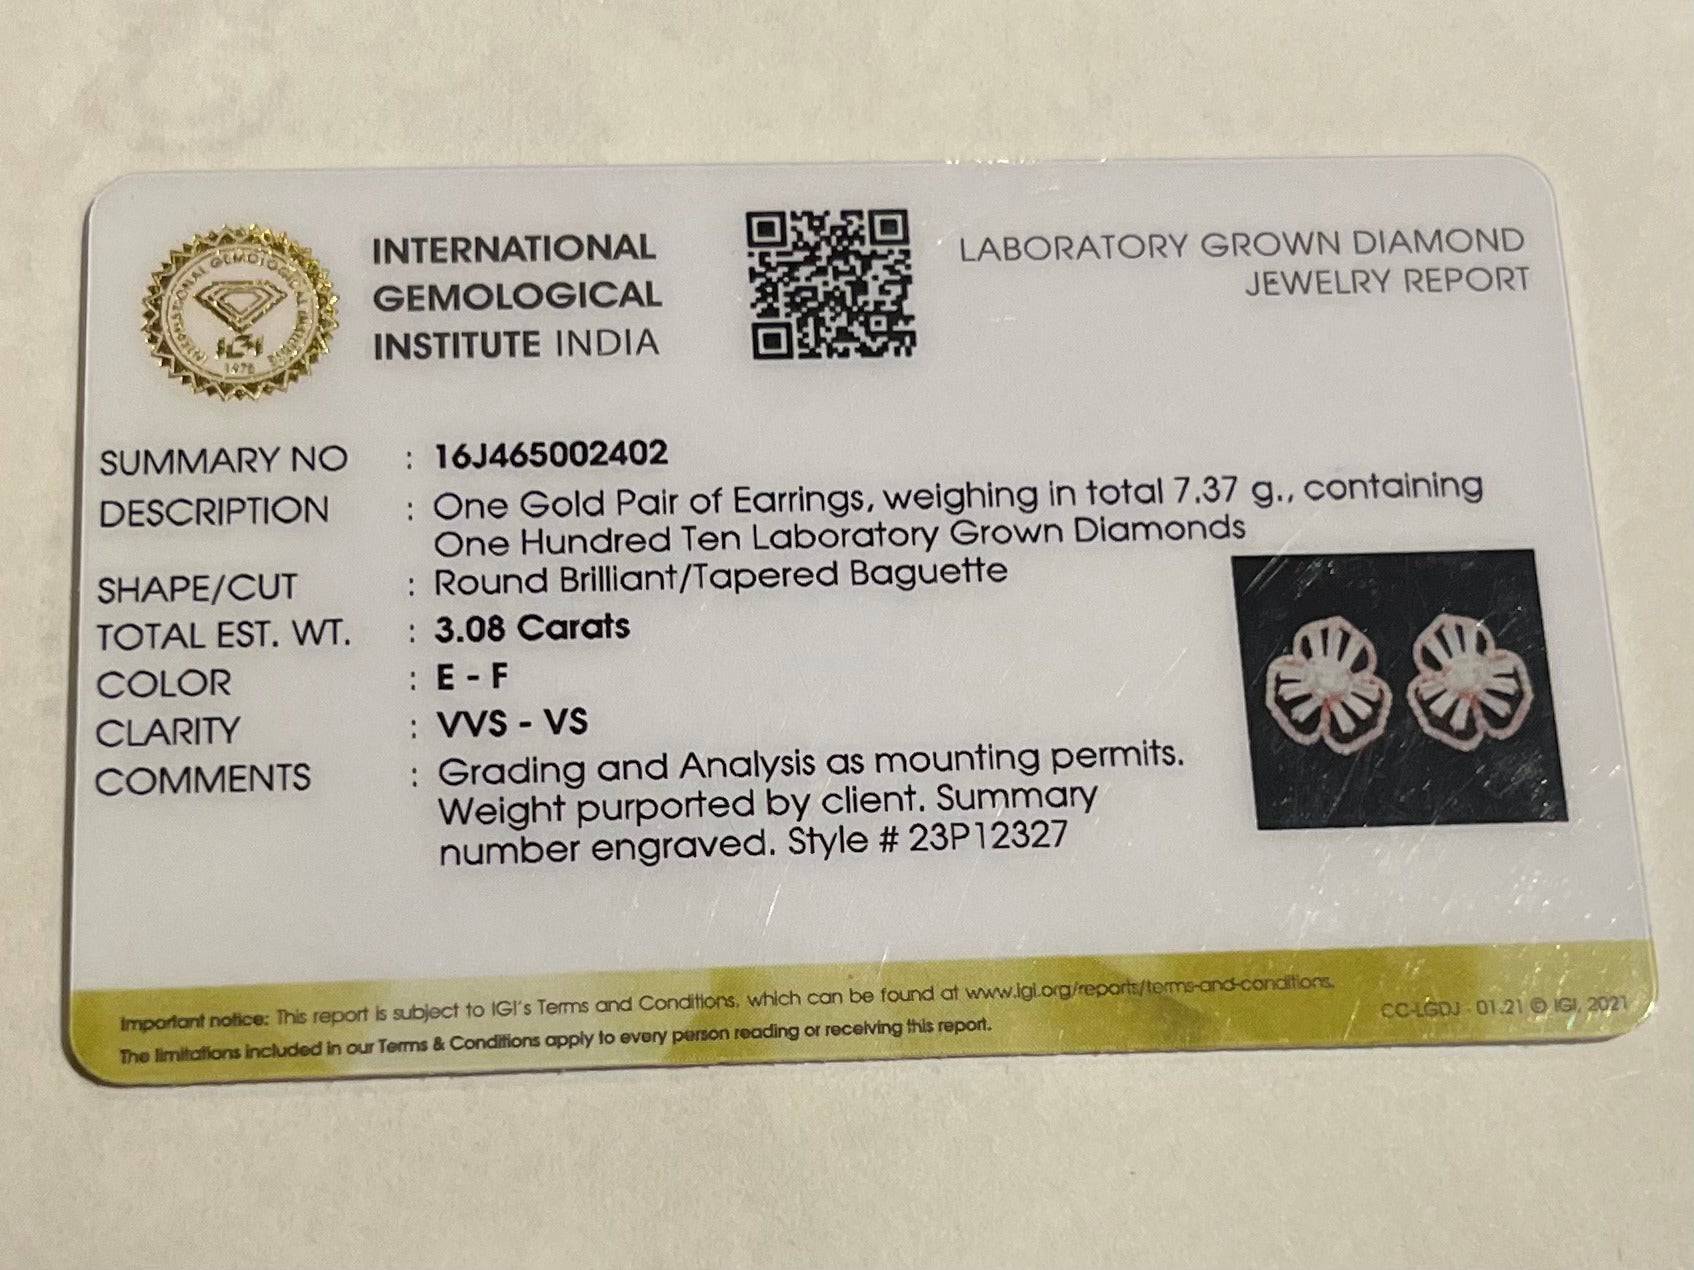 INTERNATIONAL
GEMOLOGICAL
INSTITUTE INDIA
LABORATORY GROWN DIAMOND
JEWELRY REPORT
INTERNATIONAL GEMOLOGICAL INSTITUTE
IGI
1975
SUMMARY NO : 16J465002402
DESCRIPTION : One Gold Pair of Earrings, weighing in total 7.37 g., containing
One Hundred Ten Laboratory Grown Diamonds
SHAPE/CUT : Round Brilliant/Tapered Baguette
TOTAL EST. WT. : 3.08 Carats
COLOR : E - F
CLARITY : VVS - VS
COMMENTS : Grading and Analysis as mounting permits.
Weight purported by client. Summary
number engraved. Style # 23P12327
Important notice: This report is subject to IGI's Terms and Conditions, which can be found at www.igi.org/reports/terms-and-conditions.
The limitations included in our Terms & Conditions apply to every person reading or receiving this report.
CC-LGDJ - 01.21 © IGI, 2021